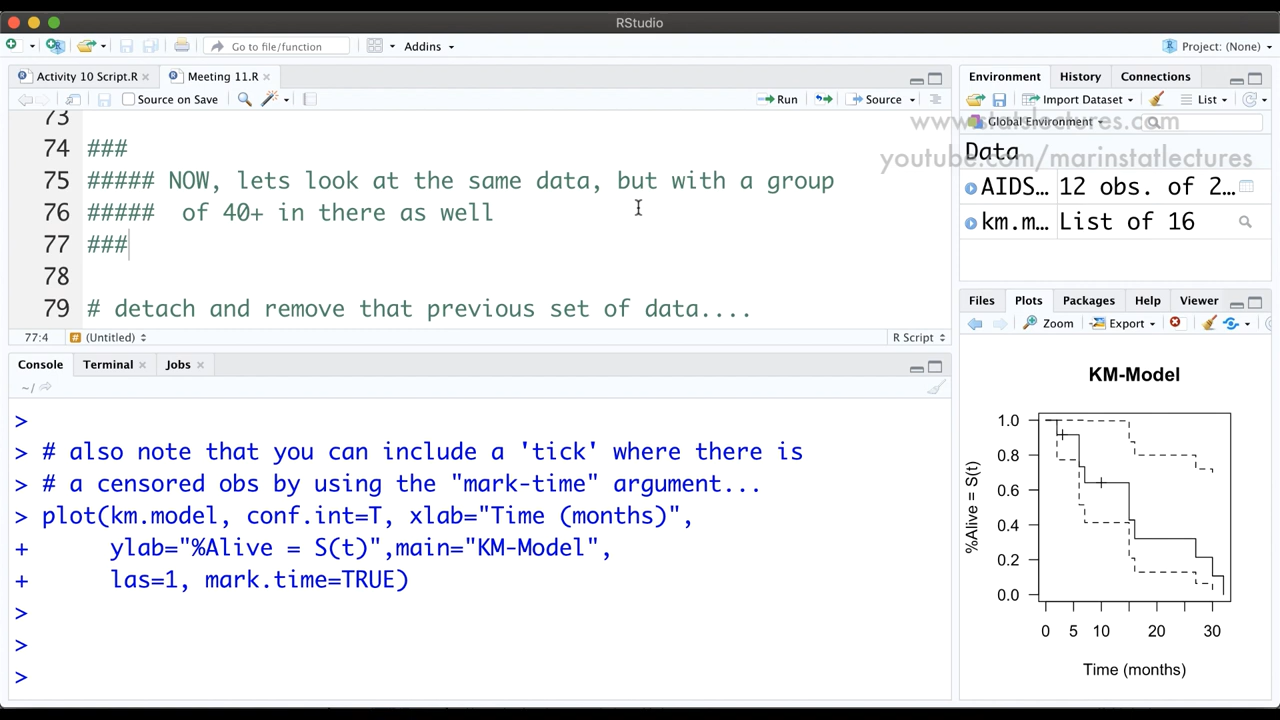 RStudio
Go to file/function
Addins
Project: (None)
Activity 10 Script.R
Meeting 11.R
Source on Save
Run
Source
73
74 ###
75 ##### NOW, lets look at the same data, but with a group
76 ##### of 40+ in there as well
77 ###
78
79 # detach and remove that previous set of data....
77:4
(Untitled)
R Script
Console
Terminal
Jobs
~/
>
> # also note that you can include a 'tick' where there is
> # a censored obs by using the "mark-time" argument...
> plot(km.model, conf.int=T, xlab="Time (months)",
+ ylab="%Alive = S(t)",main="KM-Model",
+ las=1, mark.time=TRUE)
>
>
>
Environment
History
Connections
Import Dataset
List
Global Environment
www.statslectures.com
youtube.com/marinstatlectures
Data
AIDS… 12 obs. of 2…
km.m… List of 16
Files
Plots
Packages
Help
Viewer
Zoom
Export
KM-Model
%Alive = S(t)
1.0
0.8
0.6
0.4
0.2
0.0
0 5 10 20 30
Time (months)